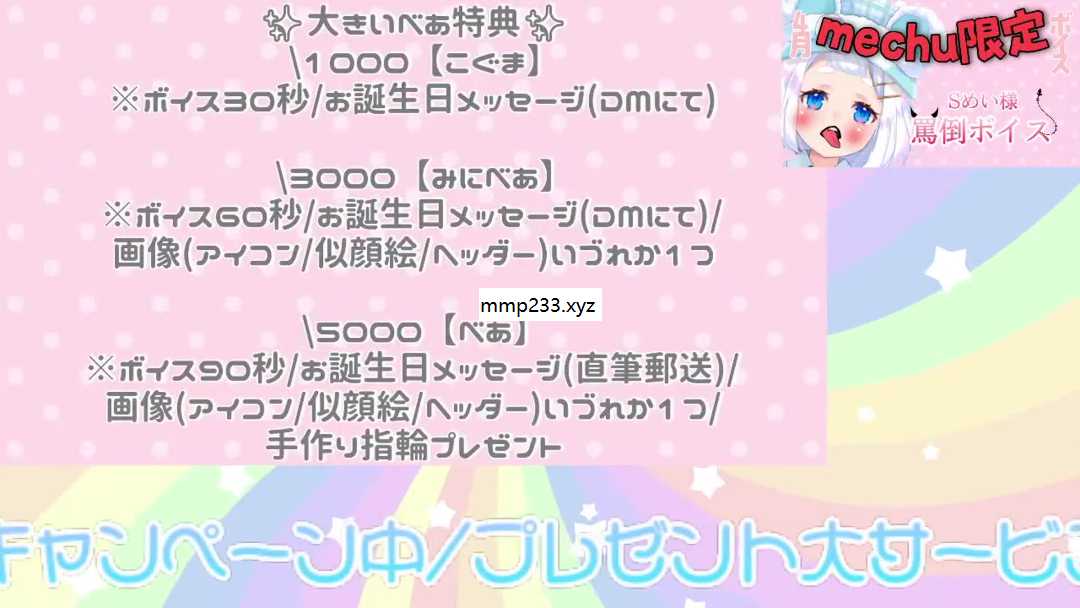 ✨大きいべあ特典✨
\1000【こぐま】
※ボイス30秒/お誕生日メッセージ(DMにて)
\3000【みにべあ】
※ボイス60秒/お誕生日メッセージ(DMにて)/
画像(アイコン/似顔絵/ヘッダー)いづれか1つ
mmp233.xyz
\5000【べあ】
※ボイス90秒/お誕生日メッセージ(直筆郵送)/
画像(アイコン/似顔絵/ヘッダー)いづれか1つ/
手作り指輪プレゼント
4月
mechu限定
ボイス
Sめい様
罵倒ボイス
キャンペーン中/プレゼント大サービス